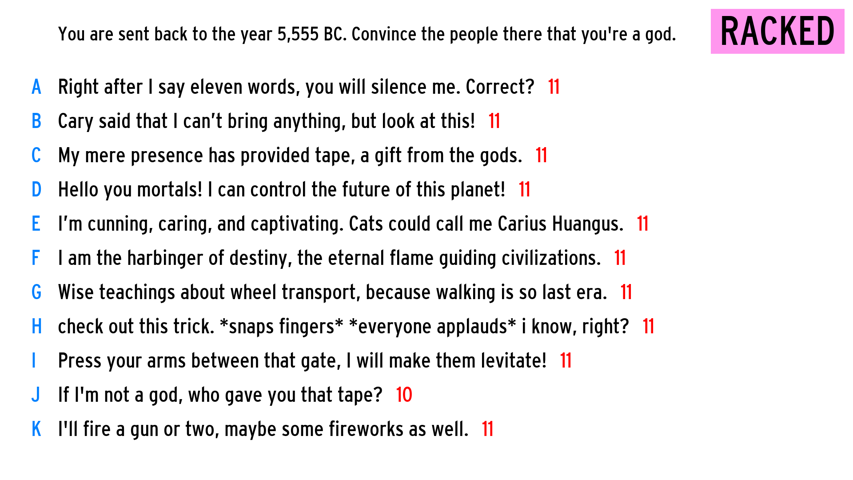 You are sent back to the year 5,555 BC. Convince the people there that you're a god.
RACKED
A Right after I say eleven words, you will silence me. Correct? 11
B Cary said that I can’t bring anything, but look at this! 11
C My mere presence has provided tape, a gift from the gods. 11
D Hello you mortals! I can control the future of this planet! 11
E I’m cunning, caring, and captivating. Cats could call me Carius Huangus. 11
F I am the harbinger of destiny, the eternal flame guiding civilizations. 11
G Wise teachings about wheel transport, because walking is so last era. 11
H check out this trick. *snaps fingers* *everyone applauds* i know, right? 11
I Press your arms between that gate, I will make them levitate! 11
J If I'm not a god, who gave you that tape? 10
K I'll fire a gun or two, maybe some fireworks as well. 11